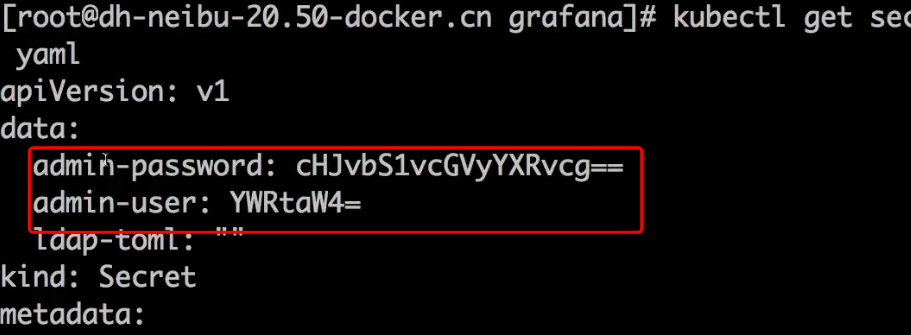 [root@dh-neibu-20.50-docker.cn grafana]# kubectl get sec
yaml
apiVersion: v1
data:
admin-password: cHJvbS1vcGVyYXRvcg==
admin-user: YWRtaW4=
ldap-toml: ""
kind: Secret
metadata: